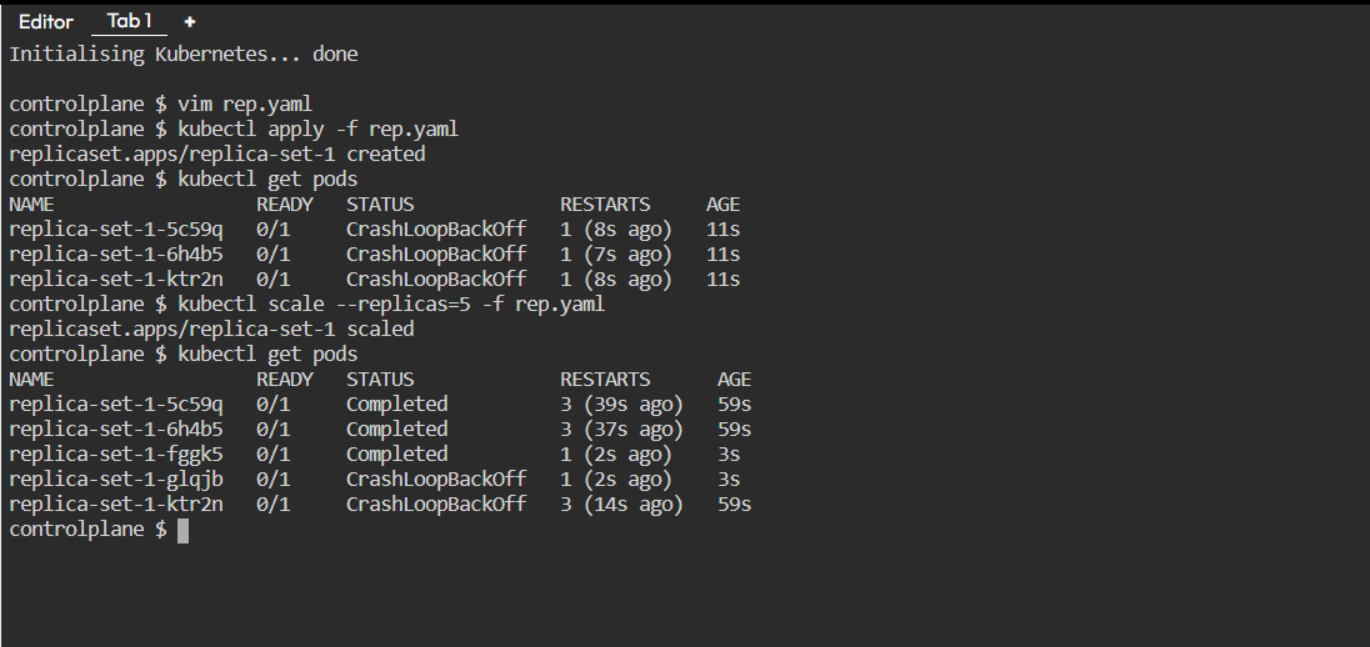 Editor Tab 1 +
Initialising Kubernetes... done
controlplane $ vim rep.yaml
controlplane $ kubectl apply -f rep.yaml
replicaset.apps/replica-set-1 created
controlplane $ kubectl get pods
NAME READY STATUS RESTARTS AGE
replica-set-1-5c59q 0/1 CrashLoopBackOff 1 (8s ago) 11s
replica-set-1-6h4b5 0/1 CrashLoopBackOff 1 (7s ago) 11s
replica-set-1-ktr2n 0/1 CrashLoopBackOff 1 (8s ago) 11s
controlplane $ kubectl scale --replicas=5 -f rep.yaml
replicaset.apps/replica-set-1 scaled
controlplane $ kubectl get pods
NAME READY STATUS RESTARTS AGE
replica-set-1-5c59q 0/1 Completed 3 (39s ago) 59s
replica-set-1-6h4b5 0/1 Completed 3 (37s ago) 59s
replica-set-1-fggk5 0/1 Completed 1 (2s ago) 3s
replica-set-1-glqjb 0/1 CrashLoopBackOff 1 (2s ago) 3s
replica-set-1-ktr2n 0/1 CrashLoopBackOff 3 (14s ago) 59s
controlplane $